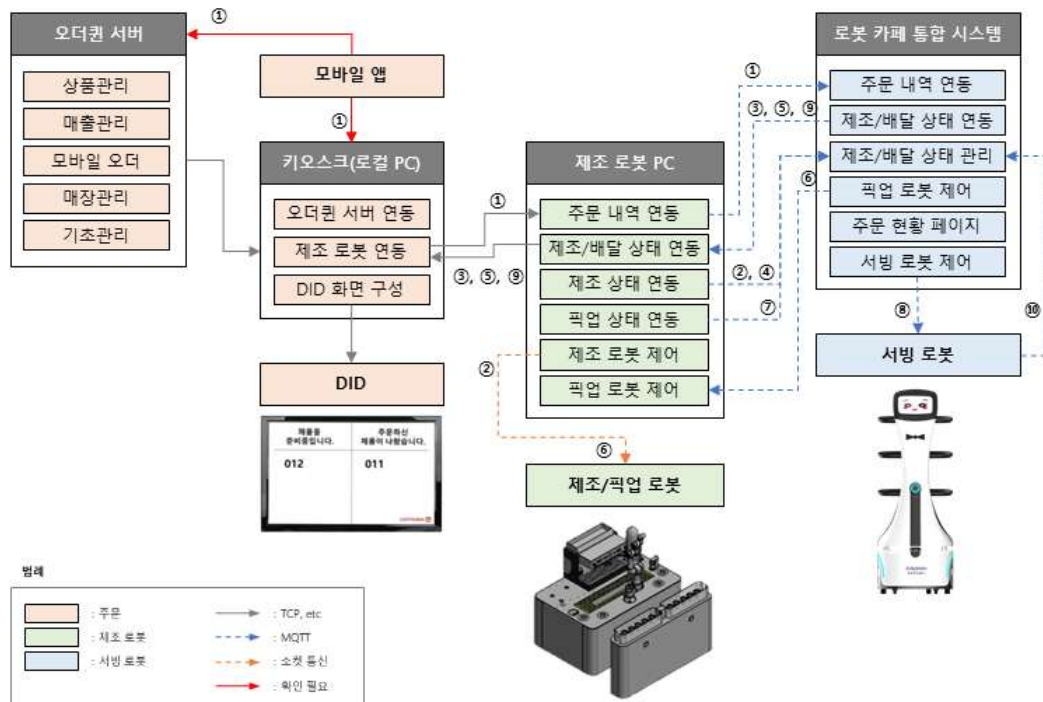 오더퀸 서버
상품관리
매출관리
모바일 오더
매장관리
기초관리
①
모바일 앱
①
키오스크(로컬 PC)
오더퀸 서버 연동
제조 로봇 연동
DID 화면 구성
DID
제품을
준비중입니다.
주문하신
제품이 나왔습니다.
012
011
①
③, ⑤, ⑨
제조 로봇 PC
주문 내역 연동
제조/배달 상태 연동
제조 상태 연동
픽업 상태 연동
제조 로봇 제어
픽업 로봇 제어
②
⑥
제조/픽업 로봇
①
③, ⑤, ⑨
②, ④
⑦
⑥
로봇 카페 통합 시스템
주문 내역 연동
제조/배달 상태 연동
제조/배달 상태 관리
픽업 로봇 제어
주문 현황 페이지
서빙 로봇 제어
⑧
⑩
서빙 로봇
범례
: 주문
: 제조 로봇
: 서빙 로봇
: TCP, etc
: MQTT
: 소켓 통신
: 확인 필요